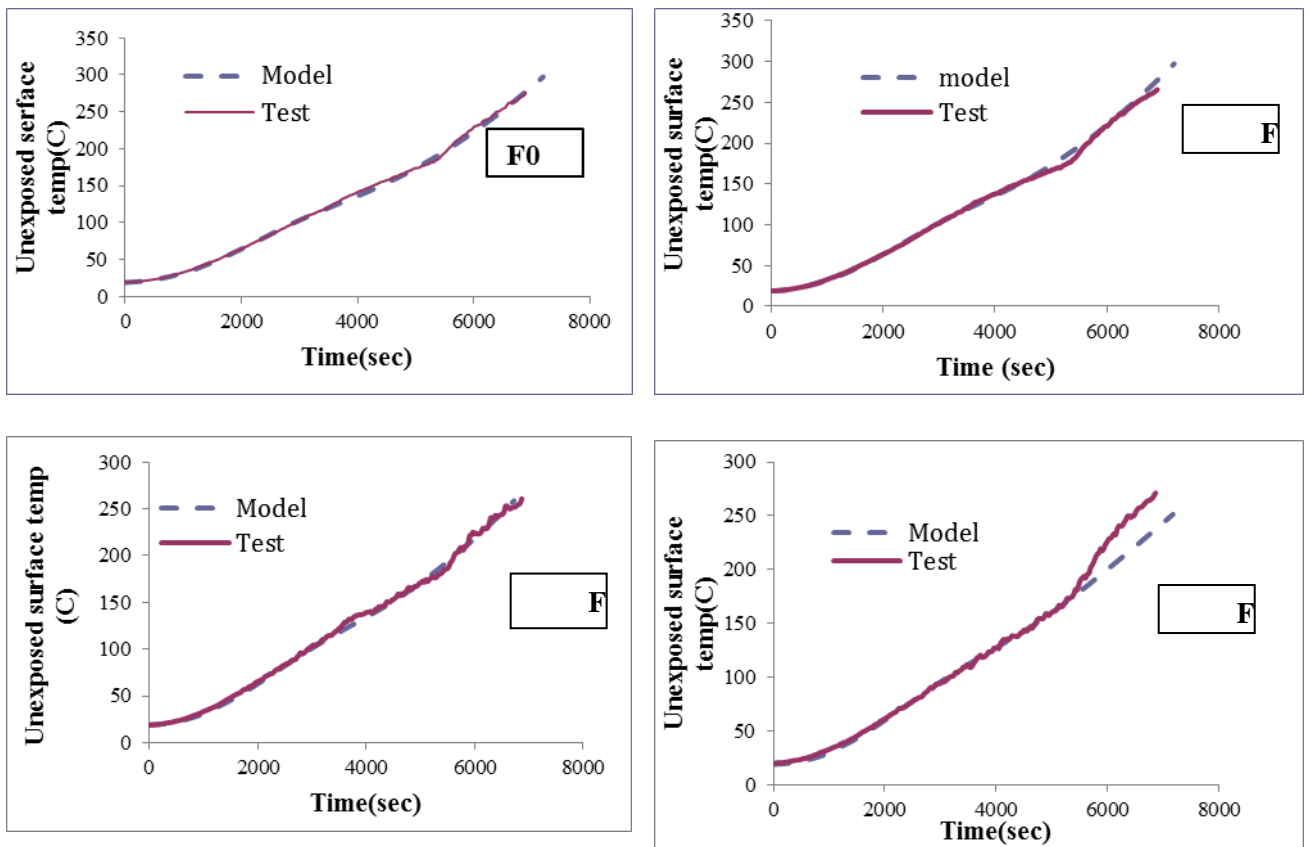 350
300
250
200
150
100
50
0
Unexposed serface
temp(C)
Model
Test
F0
0 2000 4000 6000 8000
Time(sec)
350
300
250
200
150
100
50
0
Unexposed surface
temp(C)
model
Test
F
0 2000 4000 6000 8000
Time (sec)
300
250
200
150
100
50
0
Unexposed surface temp
(C)
Model
Test
F
0 2000 4000 6000 8000
Time(sec)
300
250
200
150
100
50
0
Unexposed surface
temp(C)
Model
Test
F
0 2000 4000 6000 8000
Time(sec)